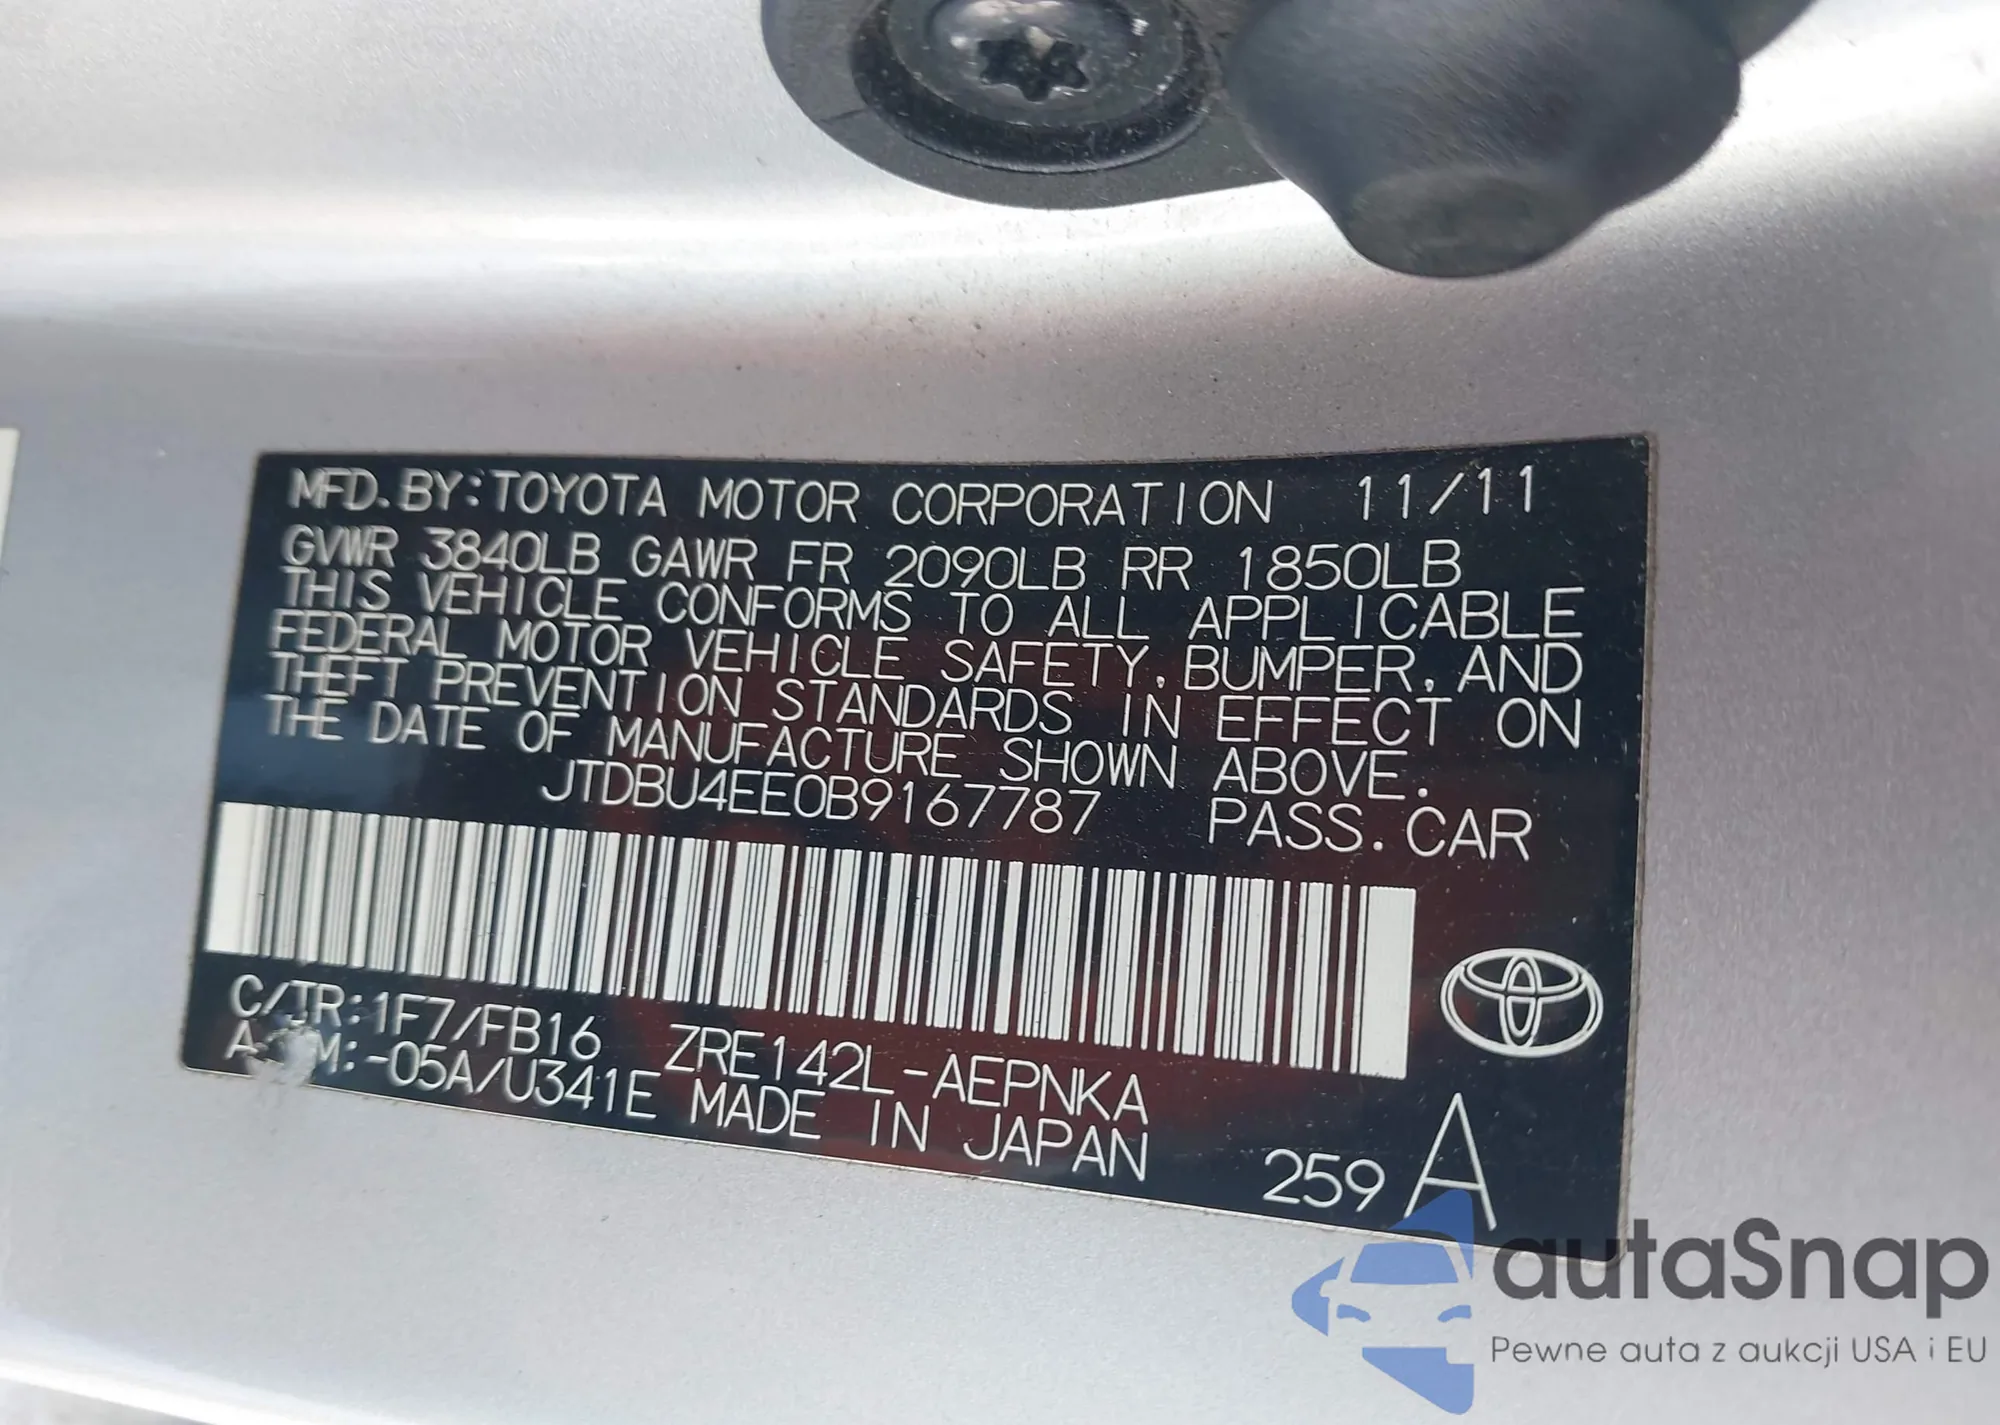 MFD.BY:TOYOTA MOTOR CORPORATION 11/11
GVWR 3840LB GAWR FR 2090LB RR 1850LB
THIS VEHICLE CONFORMS TO ALL APPLICABLE
FEDERAL MOTOR VEHICLE SAFETY, BUMPER, AND
THEFT PREVENTION STANDARDS IN EFFECT ON
THE DATE OF MANUFACTURE SHOWN ABOVE.
JTDBU4EE0B9167787 PASS.CAR
C/TR:1F7/FB16 ZRE142L-AEPNKA
:-05A/U341E MADE IN JAPAN
259 A
autaSnap
Pewne auta z aukcji USA i EU